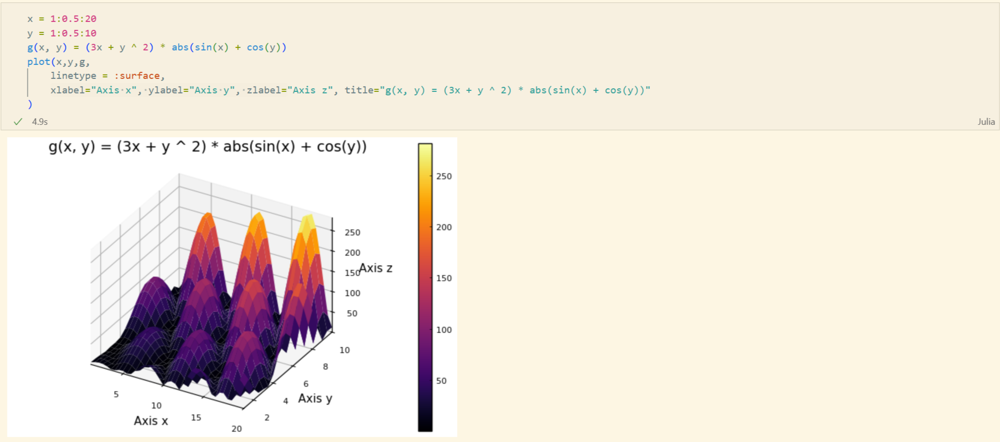 x = 1:0.5:20
y = 1:0.5:10
g(x, y) = (3x + y ^ 2) * abs(sin(x) + cos(y))
plot(x,y,g,
linetype = :surface,
xlabel="Axis·x",·ylabel="Axis·y",·zlabel="Axis z", title="g(x, y) = (3x + y ^ 2) * abs(sin(x) + cos(y))"
)
4.9s
Julia
g(x, y) = (3x + y ^ 2) * abs(sin(x) + cos(y))
250
200
150
100
50
Axis z
10
8
6
4
2
Axis y
5
10
15
20
Axis x
250
200
150
100
50